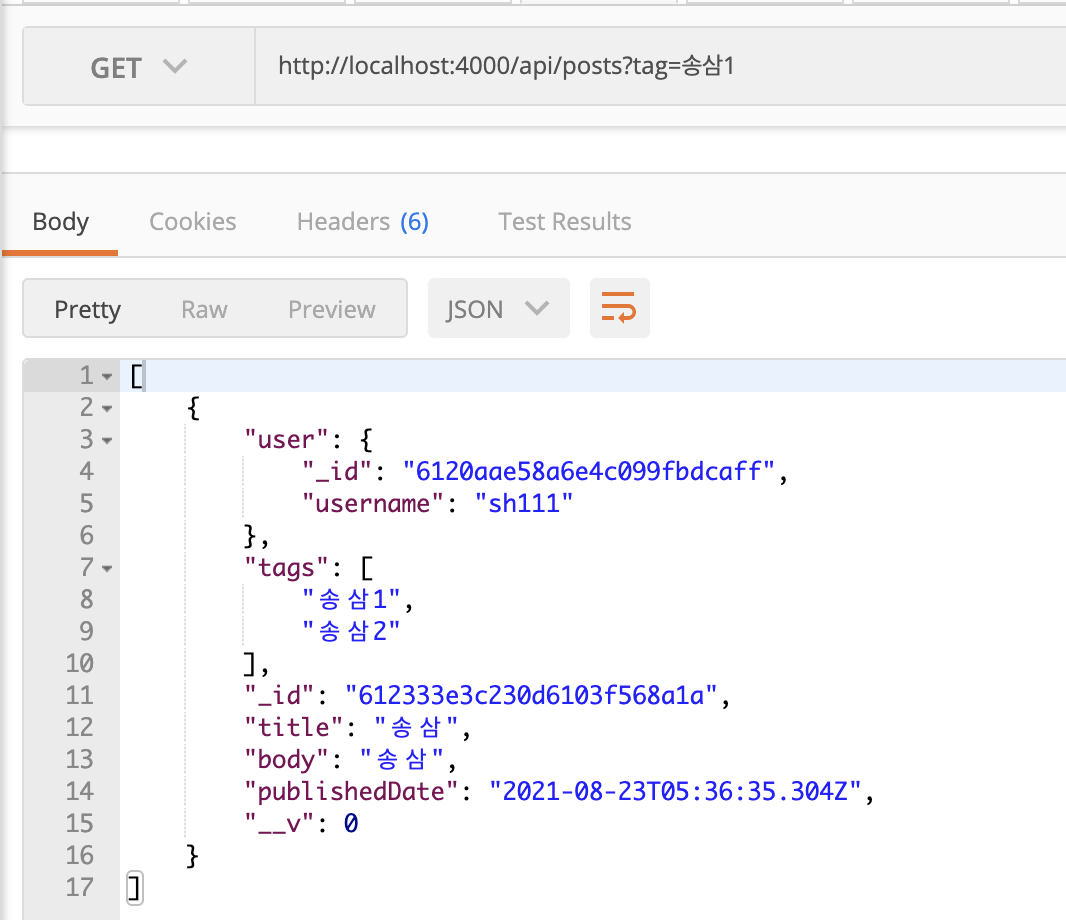 GET http://localhost:4000/api/posts?tag=송삼1
Body Cookies Headers (6) Test Results
Pretty Raw Preview JSON
1 [
2 {
3 "user": {
4 "_id": "6120aae58a6e4c099fbdcaff",
5 "username": "sh111"
6 },
7 "tags": [
8 "송삼1",
9 "송삼2"
10 ],
11 "_id": "612333e3c230d6103f568a1a",
12 "title": "송삼",
13 "body": "송삼",
14 "publishedDate": "2021-08-23T05:36:35.304Z",
15 "__v": 0
16 }
17 ]